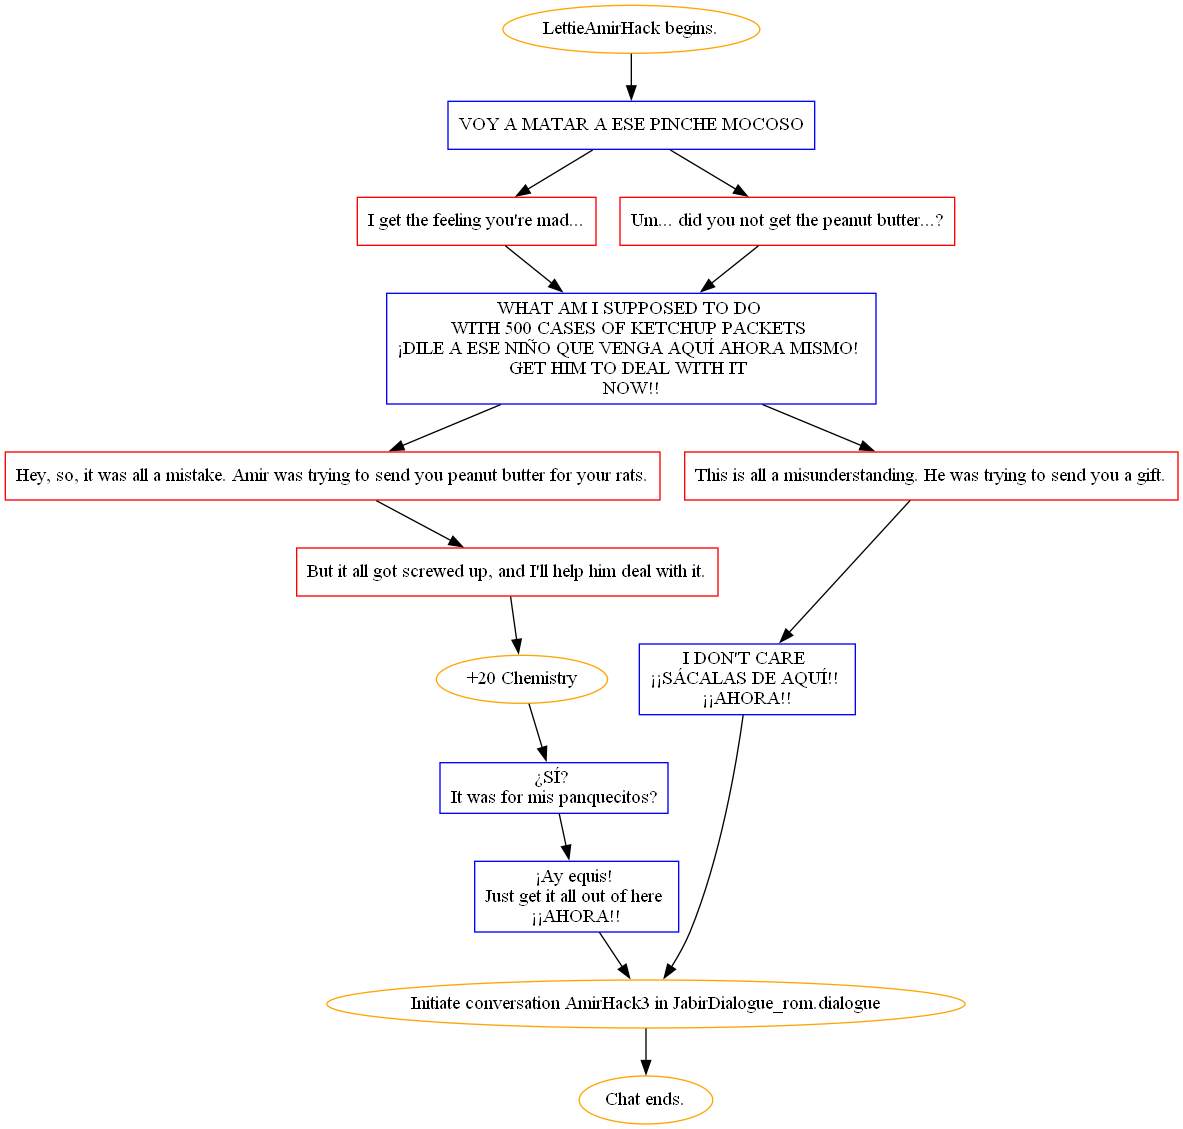 LettieAmirHack begins.
VOY A MATAR A ESE PINCHE MOCOSO
I get the feeling you're mad...
Um... did you not get the peanut butter...?
WHAT AM I SUPPOSED TO DO
WITH 500 CASES OF KETCHUP PACKETS
¡DILE A ESE NIÑO QUE VENGA AQUÍ AHORA MISMO!
GET HIM TO DEAL WITH IT
NOW!!
Hey, so, it was all a mistake. Amir was trying to send you peanut butter for your rats.
This is all a misunderstanding. He was trying to send you a gift.
But it all got screwed up, and I'll help him deal with it.
+20 Chemistry
I DON'T CARE
¡¡SÁCALAS DE AQUÍ!!
¡¡AHORA!!
¿SÍ?
It was for mis panquecitos?
¡Ay equis!
Just get it all out of here
¡¡AHORA!!
Initiate conversation AmirHack3 in JabirDialogue_rom.dialogue
Chat ends.